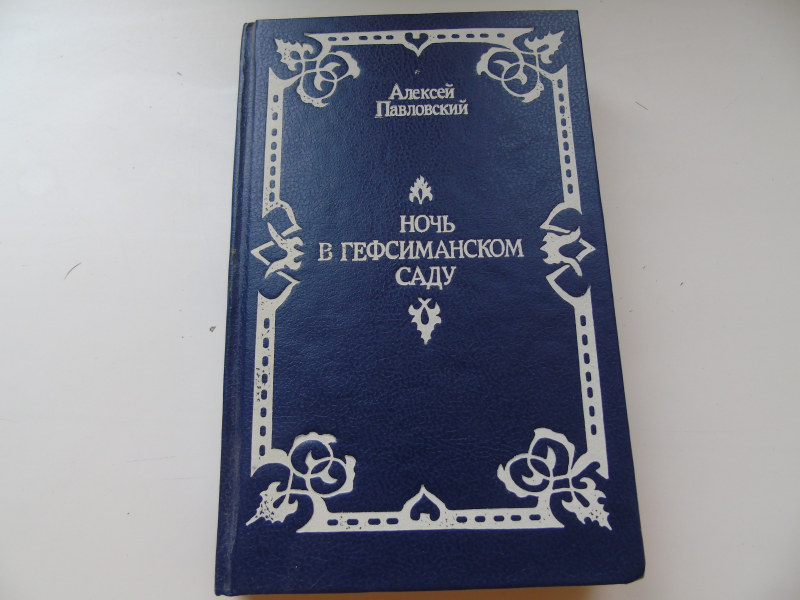 Алексей
Павловский
НОЧЬ
В ГЕФСИМАНСКОМ
САДУ